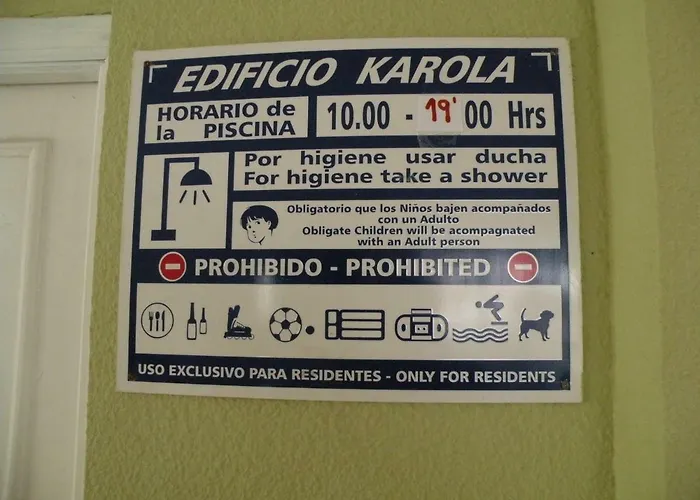 EDIFICIO KAROLA
HORARIO de
la PISCINA
10.00 - 19'00 Hrs
Por higiene usar ducha
For higiene take a shower
Obligatorio que los Niños bajen acompañados
con un Adulto
Obligate Children will be acompagnated
with an Adult person
PROHIBIDO - PROHIBITED
USO EXCLUSIVO PARA RESIDENTES - ONLY FOR RESIDENTS